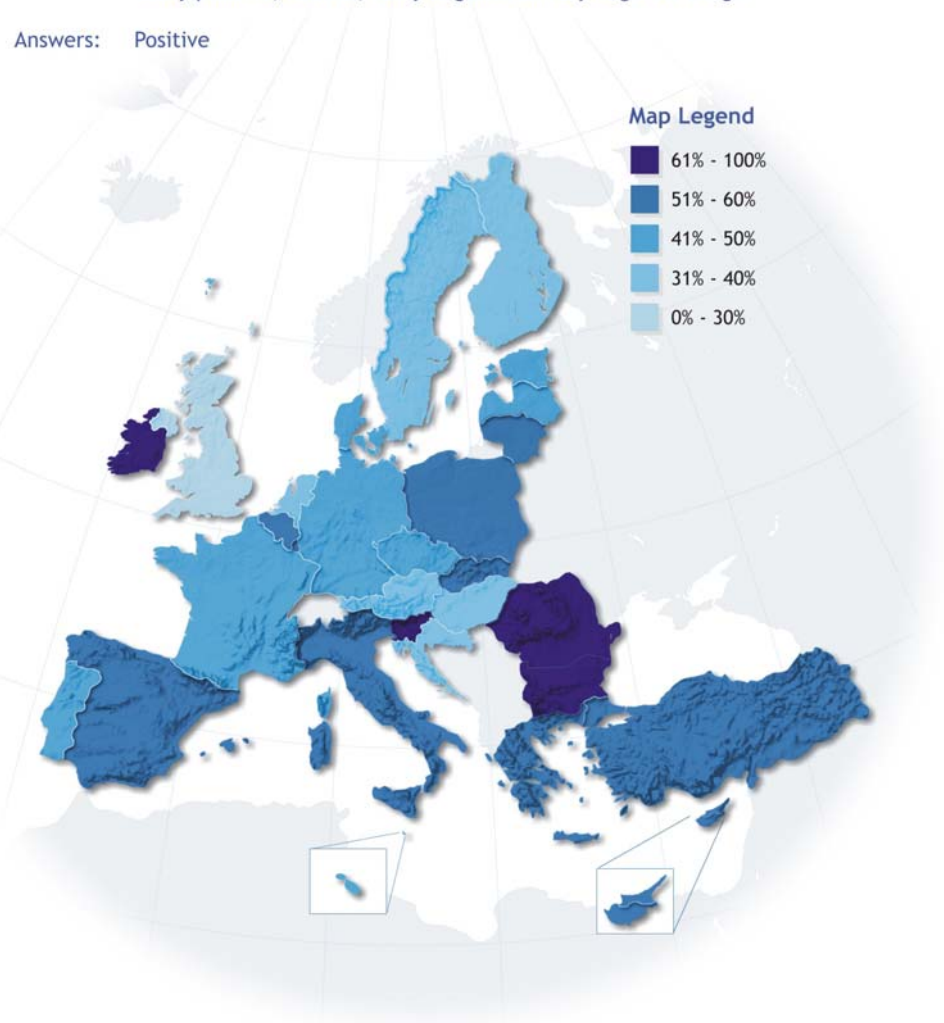 Answers: Positive
Map Legend
61% - 100%
51% - 60%
41% - 50%
31% - 40%
0% - 30%